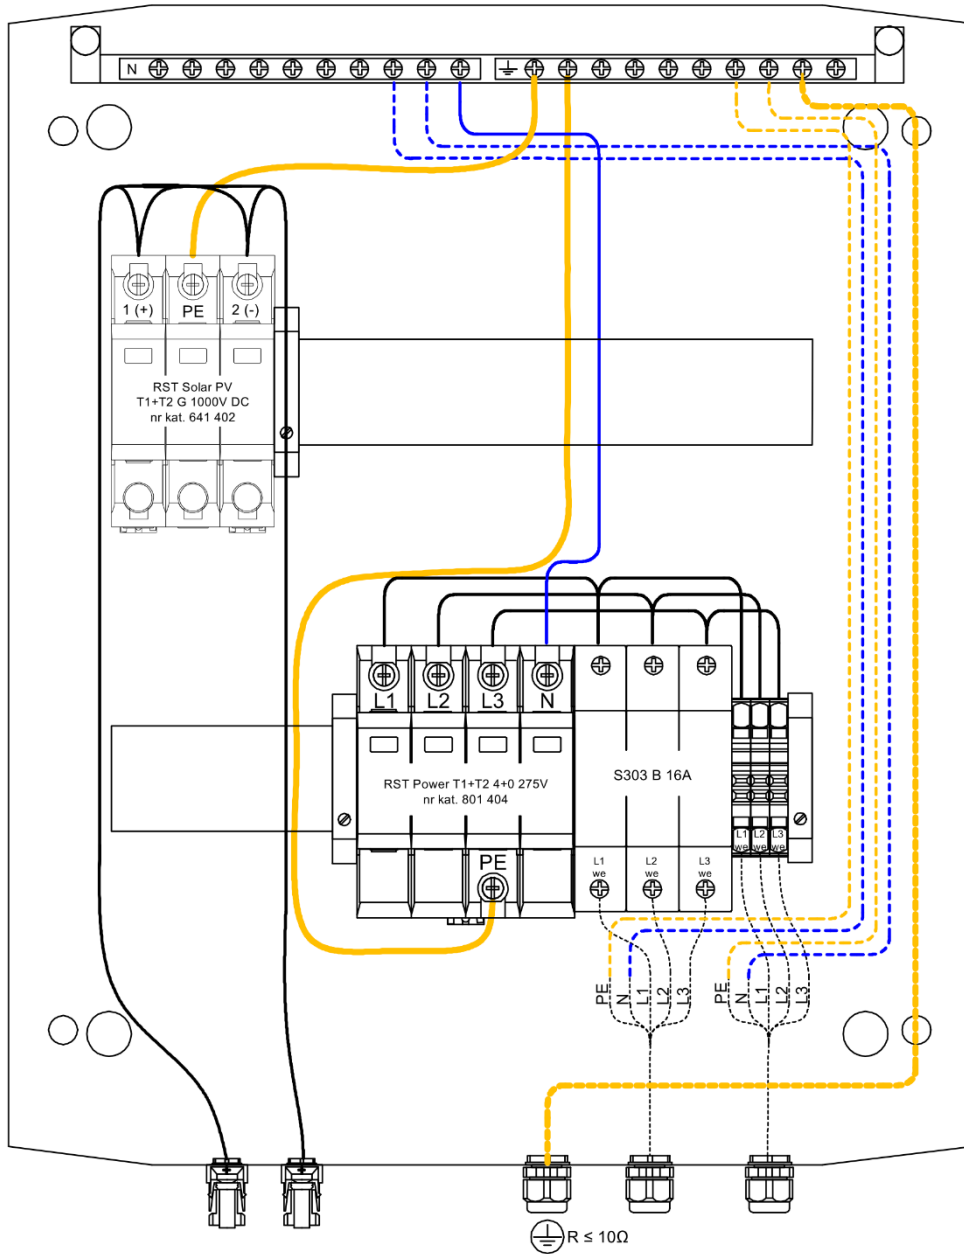 N
1 (+) PE 2 (-)
RST Solar PV
T1+T2 G 1000V DC
nr kat. 641 402
L1 L2 L3 N
RST Power T1+T2 4+0 275V
nr kat. 801 404
PE
S303 B 16A
L1
we
L2
we
L3
we
L1
we
L2
we
L3
we
PE
N
L1
L2
L3
PE
N
L1
L2
L3
R ≤ 10Ω